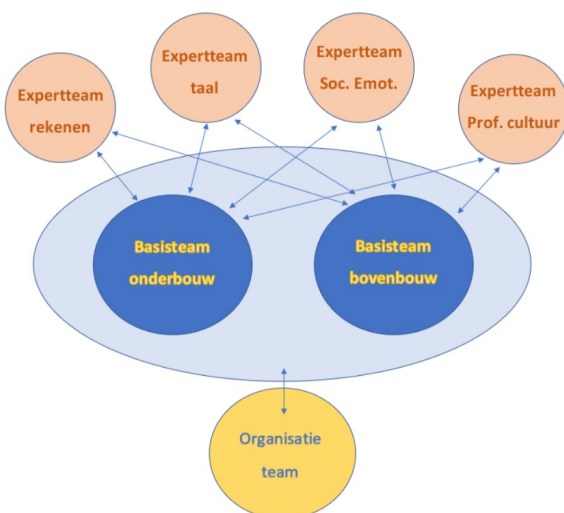 Expertteam
rekenen
Expertteam
taal
Expertteam
Soc. Emot.
Expertteam
Prof. cultuur
Basisteam
onderbouw
Basisteam
bovenbouw
Organisatie
team